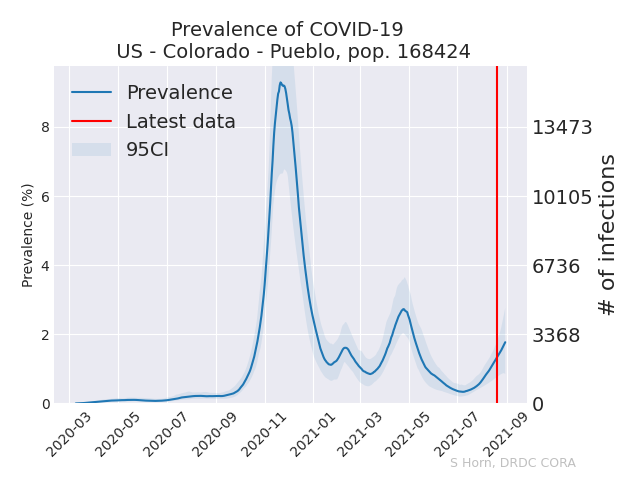 Prevalence of COVID-19
US - Colorado - Pueblo, pop. 168424
Prevalence
Latest data
95CI
Prevalence (%)
8
6
4
2
0
13473
10105
6736
3368
0
# of infections
2020-03
2020-05
2020-07
2020-09
2020-11
2021-01
2021-03
2021-05
2021-07
2021-09
S Horn, DRDC CORA